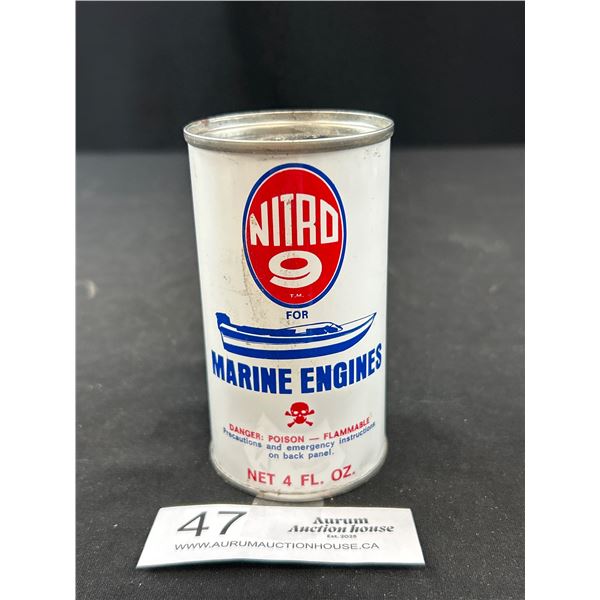 NITRO
9
T.M.
FOR
MARINE ENGINES
DANGER: POISON — FLAMMABLE
Precautions and emergency instructions
on back panel.
NET 4 FL. OZ.
47
Aurum
Auction house
Est. 2025
WWW.AURUMAUCTIONHOUSE.CA